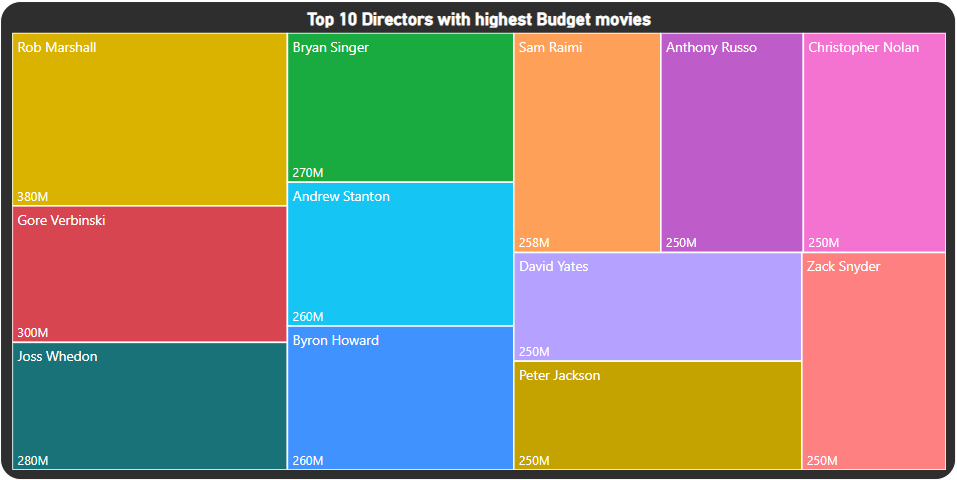 Top 10 Directors with highest Budget movies
Rob Marshall
380M
Gore Verbinski
300M
Joss Whedon
280M
Bryan Singer
270M
Andrew Stanton
260M
Byron Howard
260M
Sam Raimi
258M
Anthony Russo
250M
Christopher Nolan
250M
David Yates
250M
Peter Jackson
250M
Zack Snyder
250M